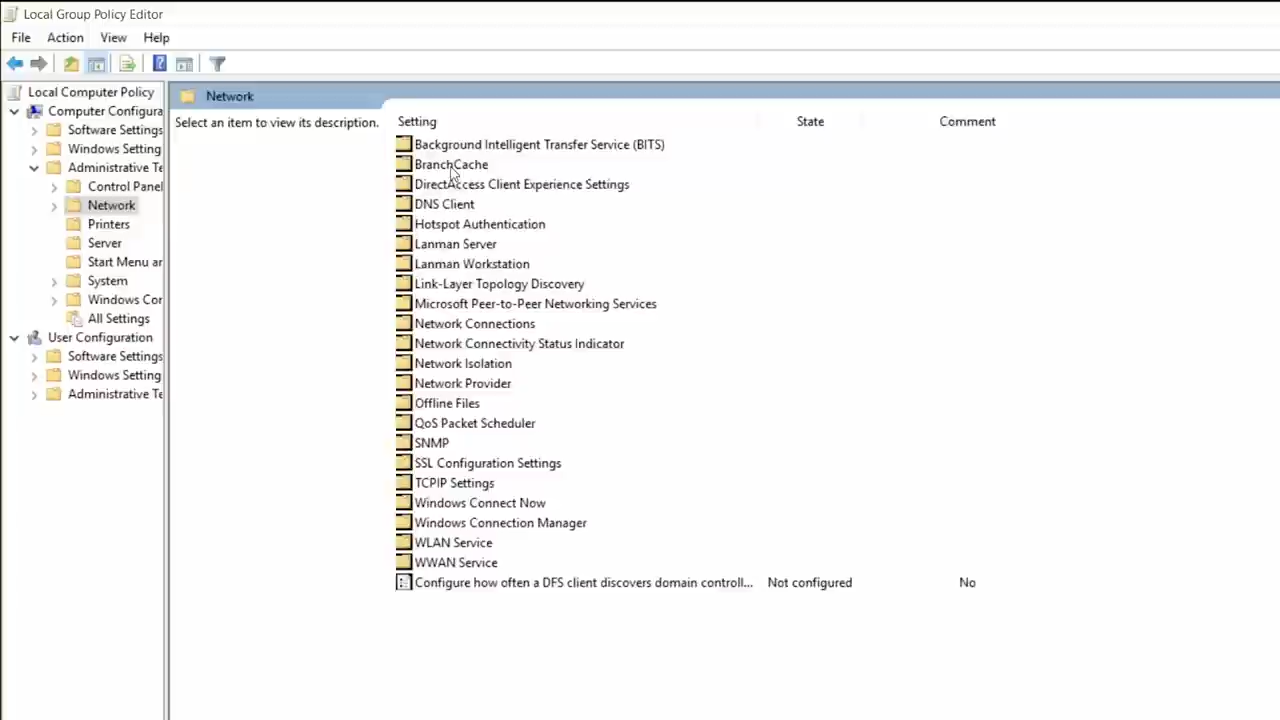 Local Group Policy Editor
File Action View Help
Local Computer Policy
Computer Configura
Software Settings
Windows Setting
Administrative Te
Control Panel
Network
Printers
Server
Start Menu ar
System
Windows Cor
All Settings
User Configuration
Software Settings
Windows Setting
Administrative Te
Network
Select an item to view its description.
Setting State Comment
Background Intelligent Transfer Service (BITS)
BranchCache
DirectAccess Client Experience Settings
DNS Client
Hotspot Authentication
Lanman Server
Lanman Workstation
Link-Layer Topology Discovery
Microsoft Peer-to-Peer Networking Services
Network Connections
Network Connectivity Status Indicator
Network Isolation
Network Provider
Offline Files
QoS Packet Scheduler
SNMP
SSL Configuration Settings
TCPIP Settings
Windows Connect Now
Windows Connection Manager
WLAN Service
WWAN Service
Configure how often a DFS client discovers domain controll... Not configured No